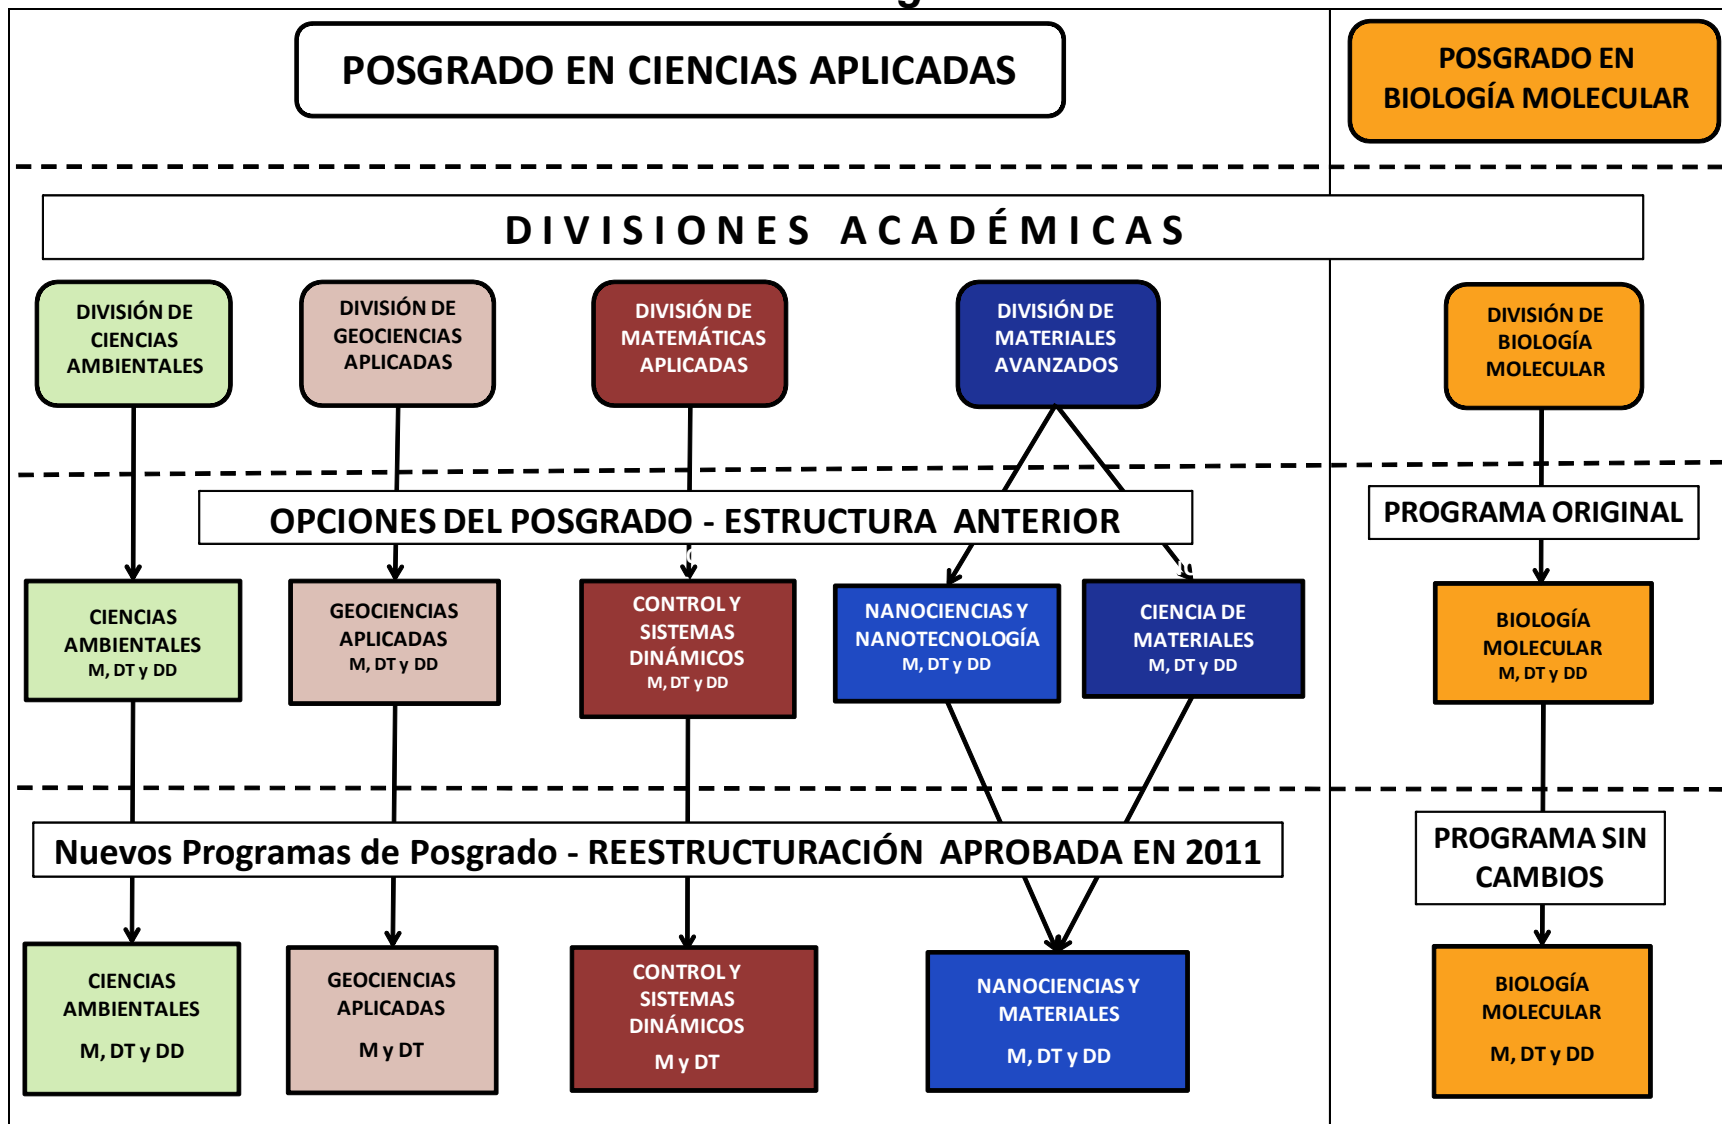 POSGRADO EN CIENCIAS APLICADAS
POSGRADO EN
BIOLOGÍA MOLECULAR
DIVISIONES ACADÉMICAS
DIVISIÓN DE
CIENCIAS
AMBIENTALES
DIVISIÓN DE
GEOCIENCIAS
APLICADAS
DIVISIÓN DE
MATEMÁTICAS
APLICADAS
DIVISIÓN DE
MATERIALES
AVANZADOS
DIVISIÓN DE
BIOLOGÍA
MOLECULAR
OPCIONES DEL POSGRADO - ESTRUCTURA ANTERIOR
PROGRAMA ORIGINAL
CIENCIAS
AMBIENTALES
M, DT y DD
GEOCIENCIAS
APLICADAS
M, DT y DD
CONTROL Y
SISTEMAS
DINÁMICOS
M, DT y DD
NANOCIENCIAS Y
NANOTECNOLOGÍA
M, DT y DD
CIENCIA DE
MATERIALES
M, DT y DD
BIOLOGÍA
MOLECULAR
M, DT y DD
Nuevos Programas de Posgrado - REESTRUCTURACIÓN APROBADA EN 2011
PROGRAMA SIN
CAMBIOS
CIENCIAS
AMBIENTALES
M, DT y DD
GEOCIENCIAS
APLICADAS
M y DT
CONTROL Y
SISTEMAS
DINÁMICOS
M y DT
NANOCIENCIAS Y
MATERIALES
M, DT y DD
BIOLOGÍA
MOLECULAR
M, DT y DD